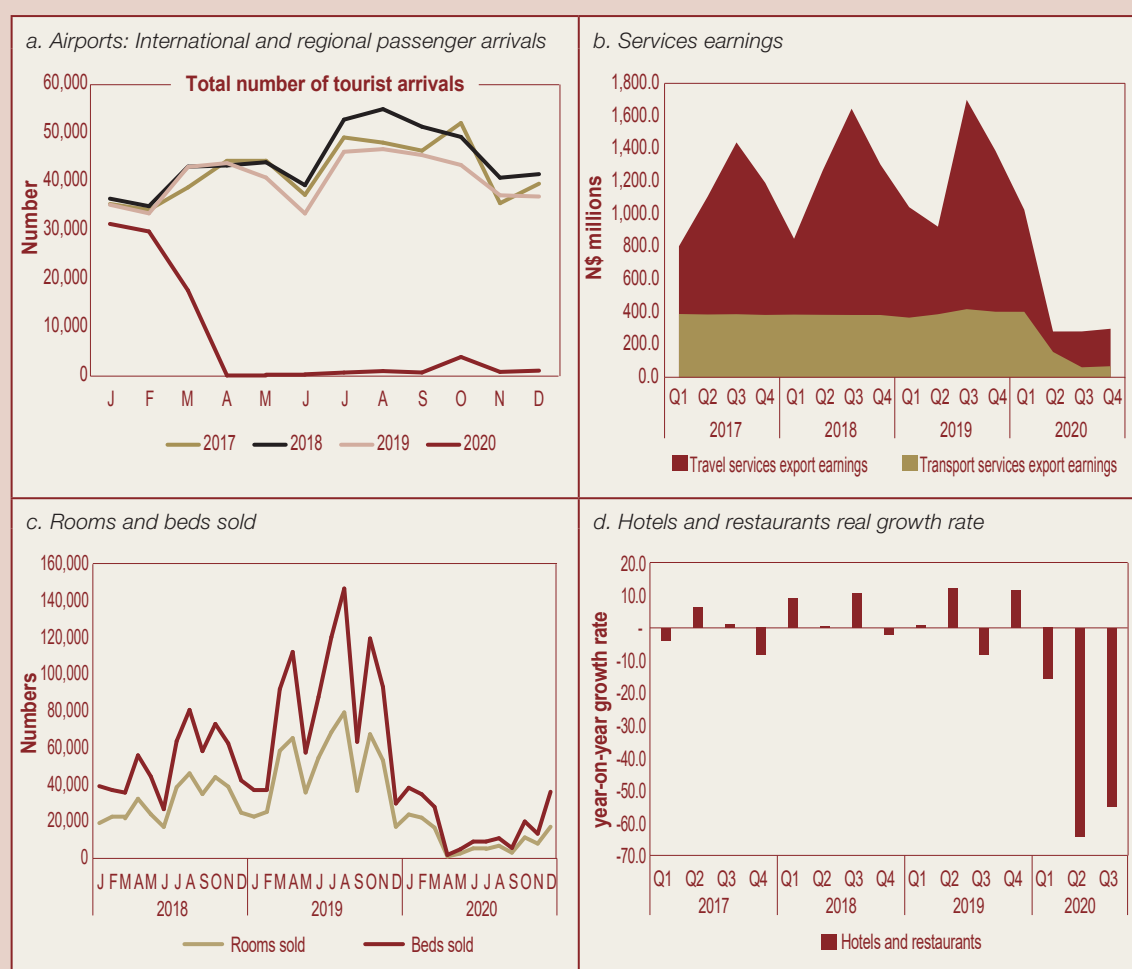 a. Airports: International and regional passenger arrivals
Total number of tourist arrivals
Number
60,000
50,000
40,000
30,000
20,000
10,000
0
J F M A M J J A S O N D
2017 2018 2019 2020
b. Services earnings
N$ millions
1,800.0
1,600.0
1,400.0
1,200.0
1,000.0
800.0
600.0
400.0
200.0
0.0
Q1 Q2 Q3 Q4 Q1 Q2 Q3 Q4 Q1 Q2 Q3 Q4 Q1 Q2 Q3 Q4
2017 2018 2019 2020
Travel services export earnings Transport services export earnings
c. Rooms and beds sold
Numbers
160,000
140,000
120,000
100,000
80,000
60,000
40,000
20,000
0
J F M A M J J A S O N D J F M A M J J A S O N D J F M A M J J A S O N D
2018 2019 2020
Rooms sold Beds sold
d. Hotels and restaurants real growth rate
year-on-year growth rate
20.0
10.0
-
-10.0
-20.0
-30.0
-40.0
-50.0
-60.0
-70.0
Q1 Q2 Q3 Q4 Q1 Q2 Q3 Q4 Q1 Q2 Q3 Q4 Q1 Q2 Q3
2017 2018 2019 2020
Hotels and restaurants